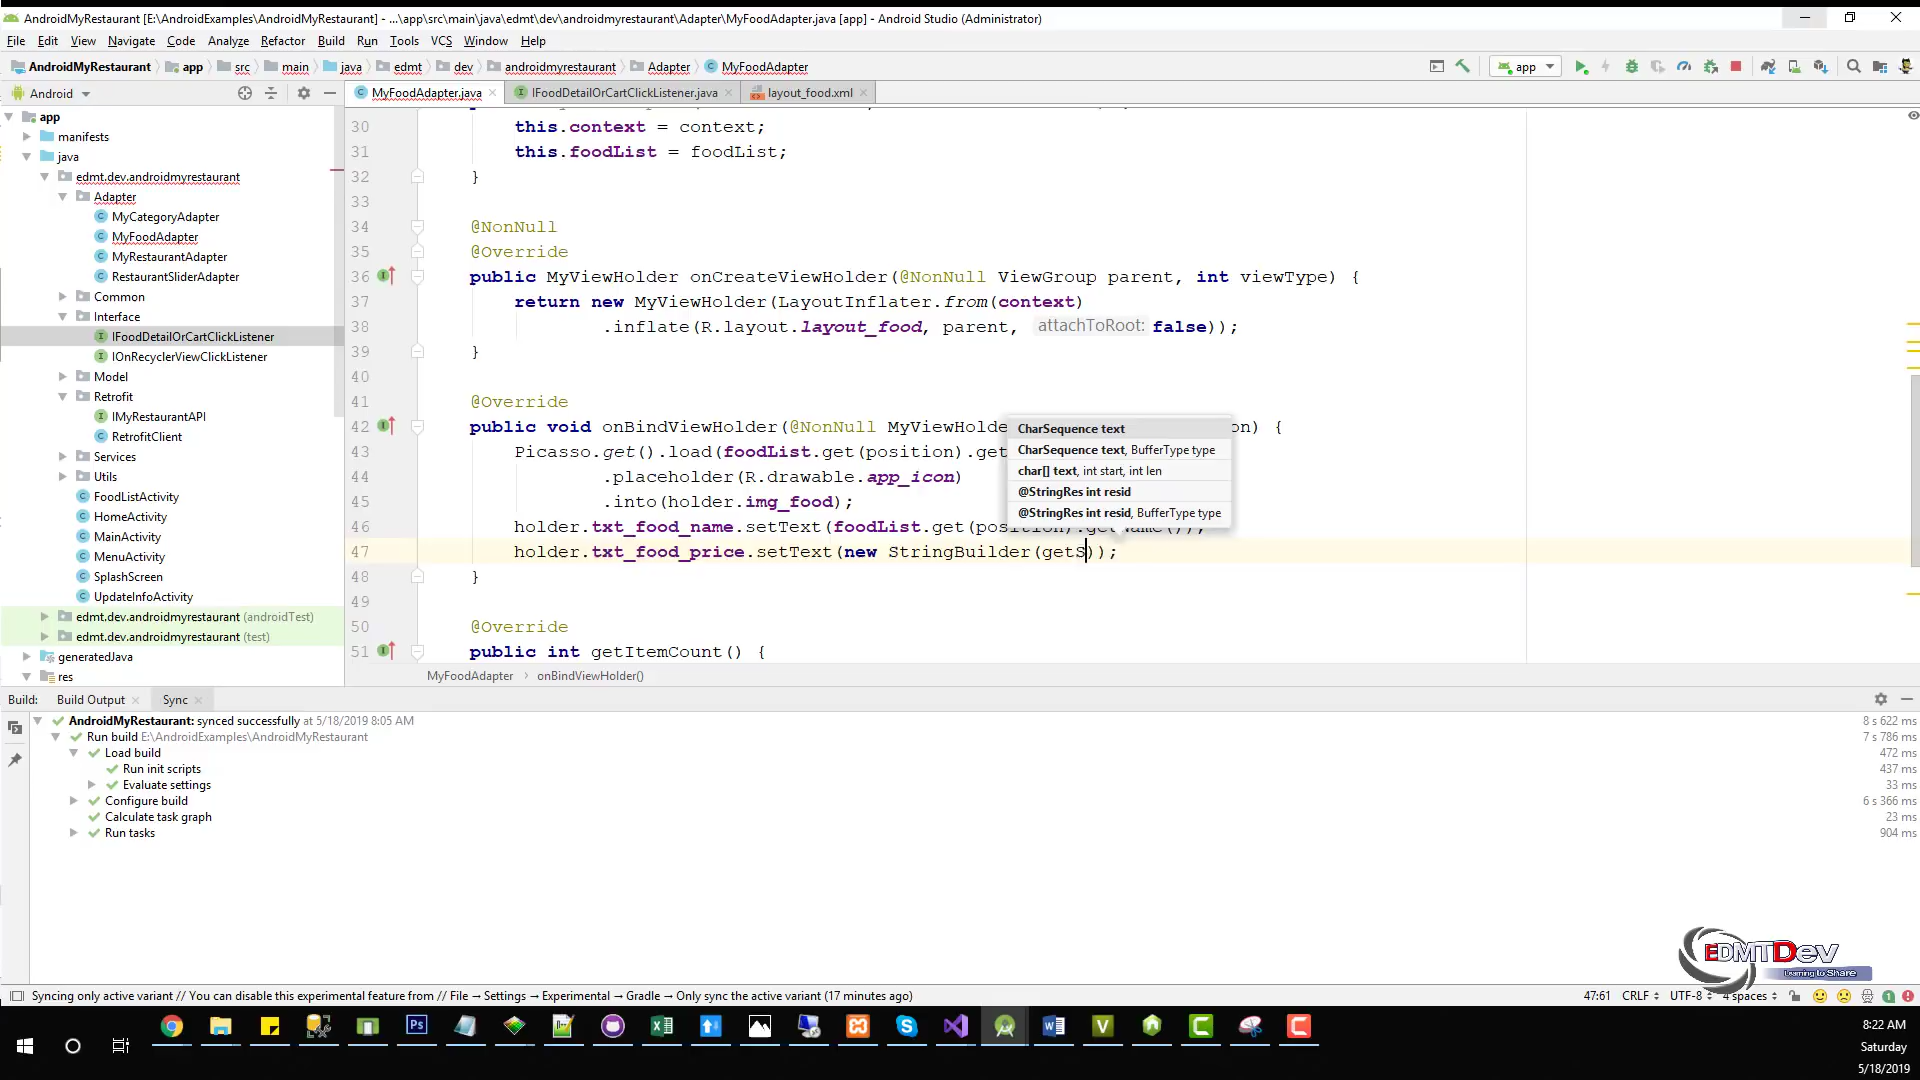 AndroidMyRestaurant [E:\AndroidExamples\AndroidMyRestaurant] - ...\app\src\main\java\edmt\dev\androidmyrestaurant\Adapter\MyFoodAdapter.java [app] - Android Studio (Administrator)
File Edit View Navigate Code Analyze Refactor Build Run Tools VCS Window Help
AndroidMyRestaurant app src main java edmt dev androidmyrestaurant Adapter MyFoodAdapter app
Android MyFoodAdapter.java IFoodDetailOrCartClickListener.java layout_food.xml
app
manifests
java
edmt.dev.androidmyrestaurant
Adapter
MyCategoryAdapter
MyFoodAdapter
MyRestaurantAdapter
RestaurantSliderAdapter
Common
Interface
IFoodDetailOrCartClickListener
IOnRecyclerViewClickListener
Model
Retrofit
IMyRestaurantAPI
RetrofitClient
Services
Utils
FoodListActivity
HomeActivity
MainActivity
MenuActivity
SplashScreen
UpdateInfoActivity
edmt.dev.androidmyrestaurant (androidTest)
edmt.dev.androidmyrestaurant (test)
generatedJava
res
30 this.context = context;
31 this.foodList = foodList;
32 }
33
34 @NonNull
35 @Override
36 public MyViewHolder onCreateViewHolder(@NonNull ViewGroup parent, int viewType) {
37 return new MyViewHolder(LayoutInflater.from(context)
38 .inflate(R.layout.layout_food, parent, attachToRoot: false));
39 }
40
41 @Override
42 public void onBindViewHolder(@NonNull MyViewHolde on) {
43 Picasso.get().load(foodList.get(position).get
44 .placeholder(R.drawable.app_icon)
45 .into(holder.img_food);
46 holder.txt_food_name.setText(foodList.get(position).getName());
47 holder.txt_food_price.setText(new StringBuilder(getS));
48 }
49
50 @Override
51 public int getItemCount() {
CharSequence text
CharSequence text, BufferType type
char[] text, int start, int len
@StringRes int resid
@StringRes int resid, BufferType type
MyFoodAdapter › onBindViewHolder()
Build: Build Output Sync
AndroidMyRestaurant: synced successfully at 5/18/2019 8:05 AM 8 s 622 ms
Run build E:\AndroidExamples\AndroidMyRestaurant 7 s 786 ms
Load build 472 ms
Run init scripts 437 ms
Evaluate settings 33 ms
Configure build 6 s 366 ms
Calculate task graph 23 ms
Run tasks 904 ms
EDMTDev
Learning to Share
Syncing only active variant // You can disable this experimental feature from // File → Settings → Experimental → Gradle → Only sync the active variant (17 minutes ago) 47:61 CRLF UTF-8 4 spaces 1
8:22 AM
Saturday
5/18/2019